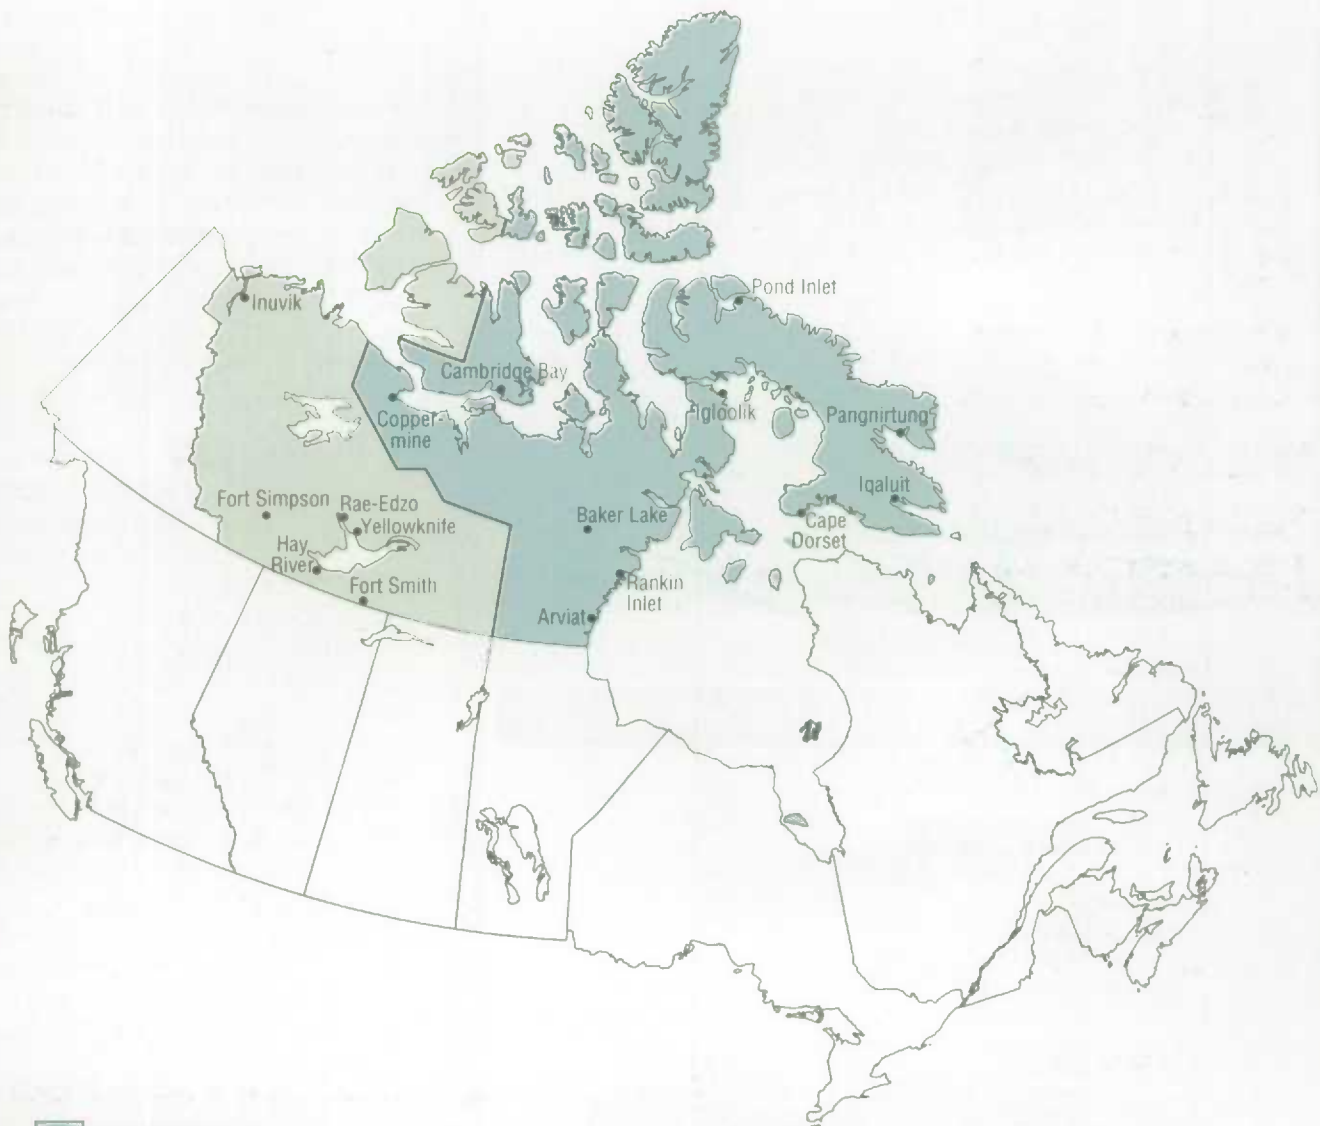 Pond Inlet
Inuvik
Cambridge Bay
Igloolik
Copper-
mine
Pangnirtung
Fort Simpson
Rae-Edzo
Iqaluit
Yellowknife
Baker Lake
Cape
Dorset
Hay
River
Fort Smith
Rankin
Inlet
Arviat